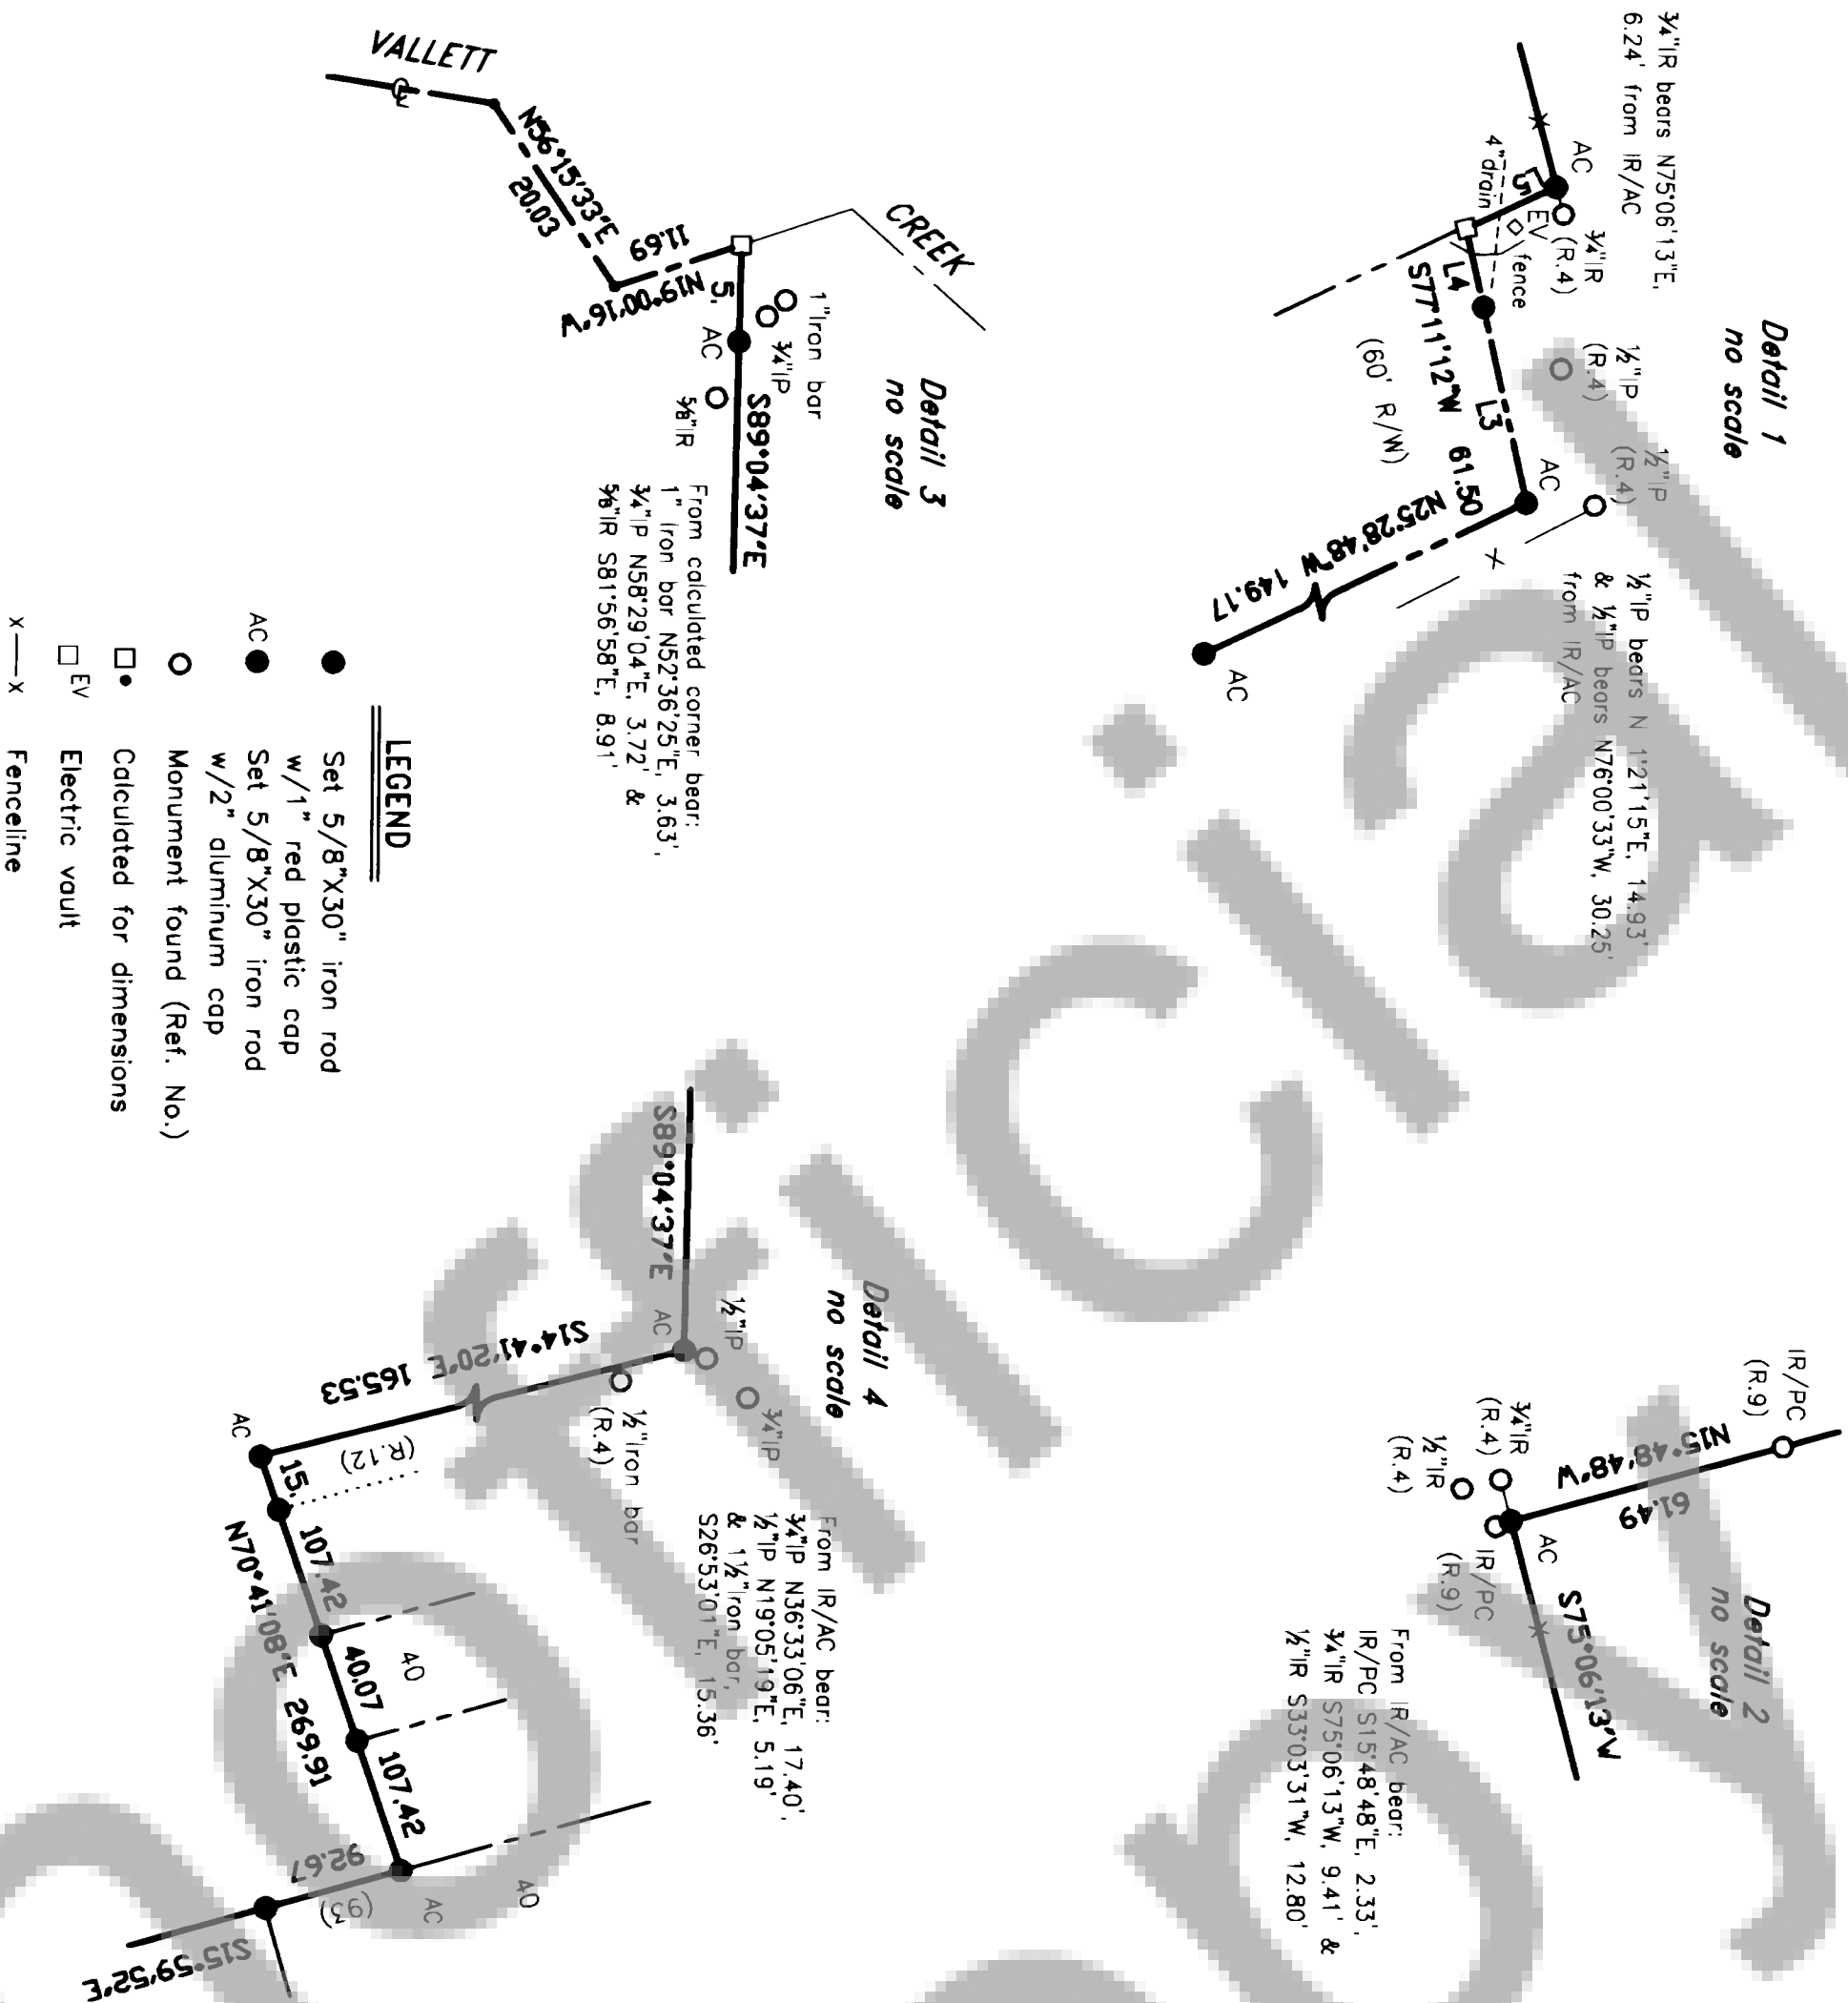 Detail 1
no scale
¾"IR bears N75°06'13"E,
6.24' from IR/AC
AC
¾"IR
(R.4)
½"IP
(R.4)
½"IP
(R.4)
L5
4"drain
EV
fence
L4
L3
AC
S77°11'12"W 61.50
(60' R/W)
N25°28'48"W 149.17
X
AC
½"IP bears N 1°21'15"E, 14.93'
& ½"IP bears N76°00'33"W, 30.25'
from IR/AC
Detail 2
no scale
IR/PC
(R.9)
N15°48'48"W
61.49
¾"IR
(R.4)
½"IR
(R.4)
AC
IR/PC
(R.9)
S75°06'13"W
From IR/AC bear:
IR/PC S15°48'48"E, 2.33',
¾"IR S75°06'13"W, 9.41' &
½"IR S33°03'31"W, 12.80'
Detail 3
no scale
CREEK
VALLETT
N56°15'33"E
20.03
11.69
N19°00'16"W
5.
AC
1"Iron bar
¾"IP
⅝"IR
S89°04'37"E
From calculated corner bear:
1" Iron bar N52°36'25"E, 3.63',
¾"IP N58°29'04"E, 3.72' &
⅝"IR S81°56'58"E, 8.91'
Detail 4
no scale
S89°04'37"E
AC
½"IP
¾"IP
½"Iron bar
(R.4)
S14°41'20"E 165.53
(R.12)
AC
15.
107.42
40.07
107.42
40
40
N70°41'08"E 269.91
92.67
(93)
AC
S15°59'52"E
From IR/AC bear:
¾"IP N36°33'06"E, 17.40',
½"IP N19°05'19"E, 5.19'
& 1½"Iron bar,
S26°53'01"E, 15.36'
LEGEND
Set 5/8"X30" iron rod
w/1" red plastic cap
AC Set 5/8"X30" iron rod
w/2" aluminum cap
Monument found (Ref. No.)
Calculated for dimensions
EV Electric vault
x—x Fenceline
Unofficial
Copy